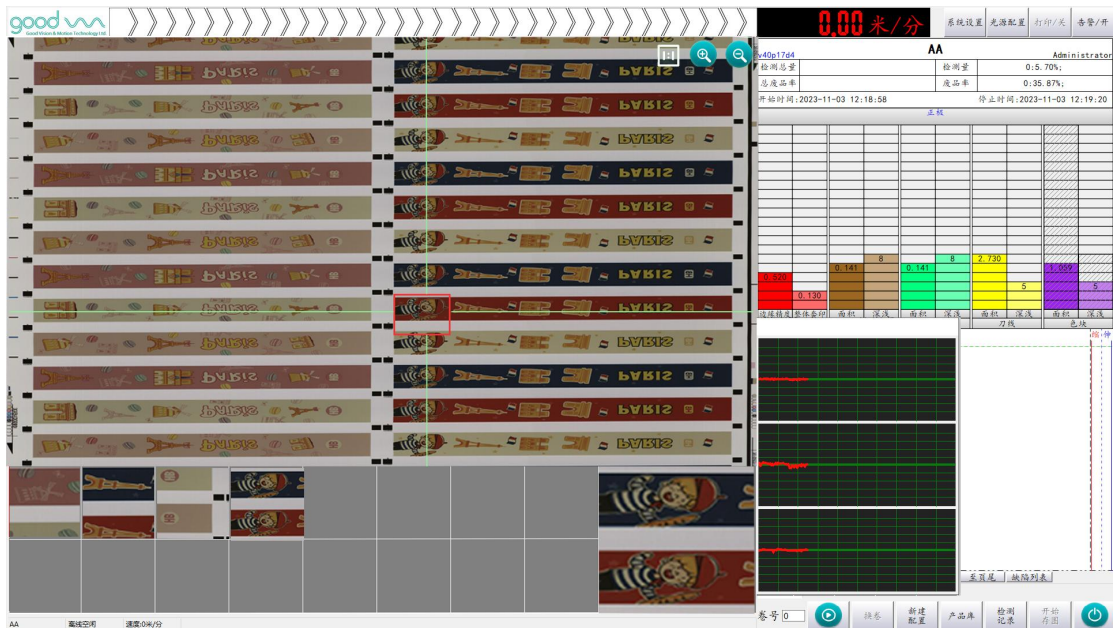 good
Good Vision & Motion Technology Ltd.
0.00 米/分
系统设置 光源配置 打印/关 告警/开
1:1
v40p17d4 AA Administrator
检测总量 检测量 0:5.70%;
总废品率 废品率 0:35.87%;
开始时间:2023-11-03 12:18:58 停止时间:2023-11-03 12:19:20
正极
0.520 0.130 0.141 8 0.141 8 2.730 5 1.059 5
边缘精度 整体套印 面积 深浅 面积 深浅 面积 深浅 面积 深浅
刀线 色块
缩 伸
PARIS
至页尾 缺陷列表
卷号 0 换卷 新建配置 产品库 检测记录 开始存图
AA 离线空闲 速度:0米/分